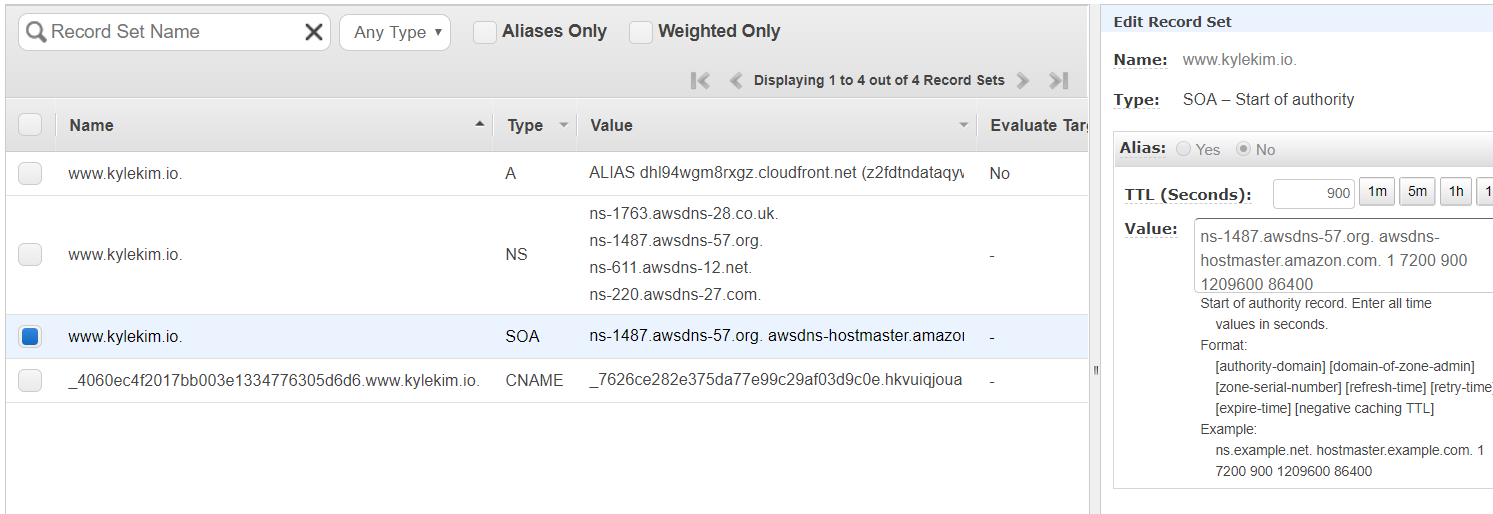 Record Set Name
Any Type
Aliases Only
Weighted Only
Displaying 1 to 4 out of 4 Record Sets
Name Type Value Evaluate Targ
www.kylekim.io. A ALIAS dhl94wgm8rxgz.cloudfront.net (z2fdtndataqyw No
www.kylekim.io. NS ns-1763.awsdns-28.co.uk. -
ns-1487.awsdns-57.org.
ns-611.awsdns-12.net.
ns-220.awsdns-27.com.
www.kylekim.io. SOA ns-1487.awsdns-57.org. awsdns-hostmaster.amazon -
_4060ec4f2017bb003e1334776305d6d6.www.kylekim.io. CNAME _7626ce282e375da77e99c29af03d9c0e.hkvuiqjoua -
Edit Record Set
Name: www.kylekim.io.
Type: SOA – Start of authority
Alias: Yes No
TTL (Seconds): 900 1m 5m 1h 1
Value: ns-1487.awsdns-57.org. awsdns-
hostmaster.amazon.com. 1 7200 900
1209600 86400
Start of authority record. Enter all time
values in seconds.
Format:
[authority-domain] [domain-of-zone-admin]
[zone-serial-number] [refresh-time] [retry-time]
[expire-time] [negative caching TTL]
Example:
ns.example.net. hostmaster.example.com. 1
7200 900 1209600 86400